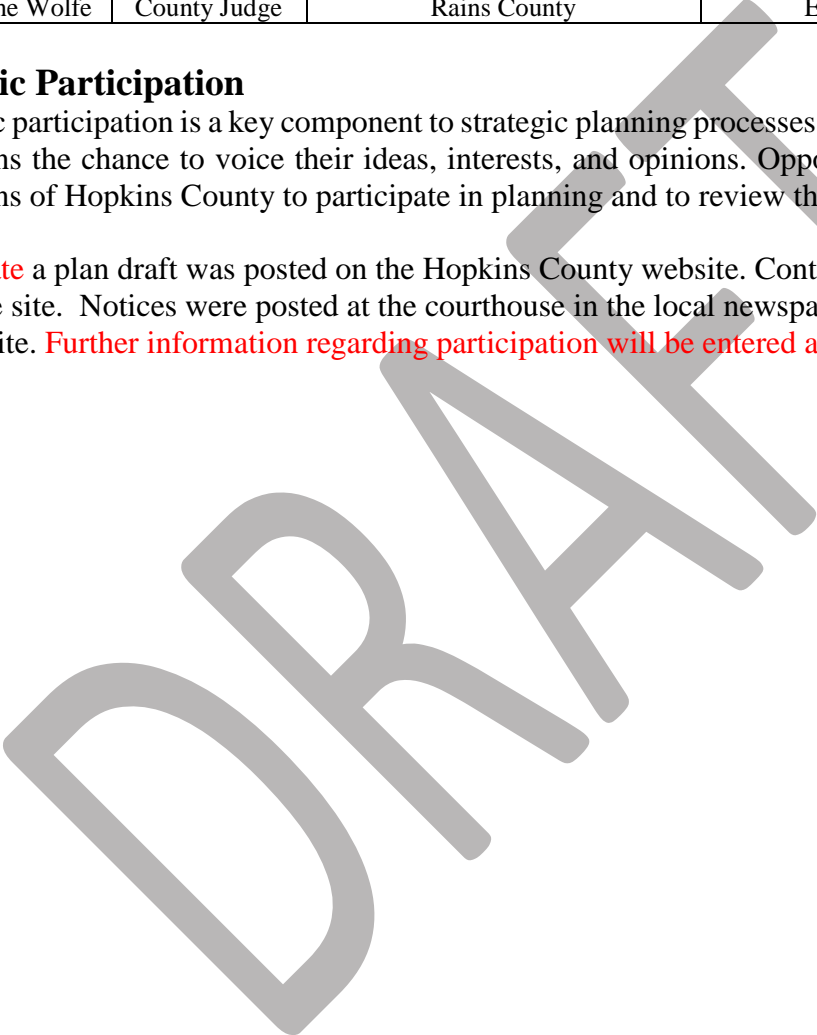 ne Wolfe County Judge Rains County E
ic Participation
c participation is a key component to strategic planning processes
ns the chance to voice their ideas, interests, and opinions. Oppo
ns of Hopkins County to participate in planning and to review th
te a plan draft was posted on the Hopkins County website. Cont
e site. Notices were posted at the courthouse in the local newspa
ite. Further information regarding participation will be entered a
DRAFT